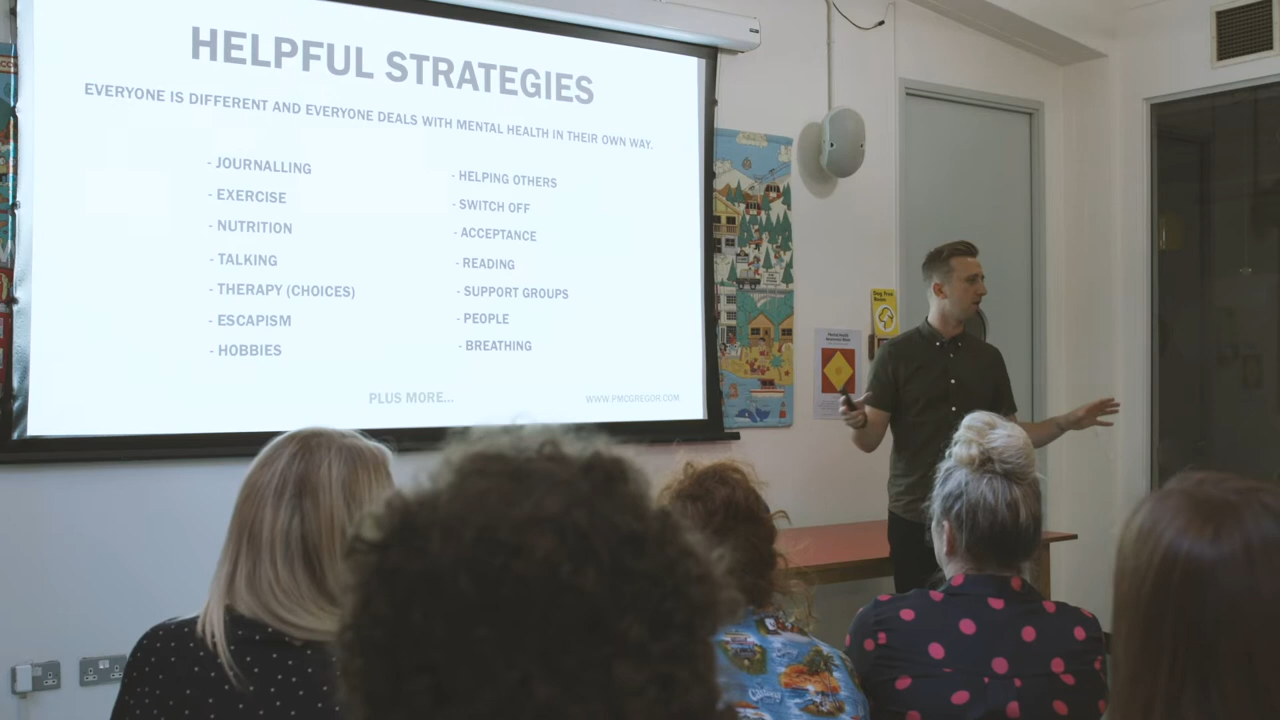 HELPFUL STRATEGIES
EVERYONE IS DIFFERENT AND EVERYONE DEALS WITH MENTAL HEALTH IN THEIR OWN WAY.
- JOURNALLING
- EXERCISE
- NUTRITION
- TALKING
- THERAPY (CHOICES)
- ESCAPISM
- HOBBIES
- HELPING OTHERS
- SWITCH OFF
- ACCEPTANCE
- READING
- SUPPORT GROUPS
- PEOPLE
- BREATHING
PLUS MORE...
WWW.PMCGREGOR.COM
Dog Free